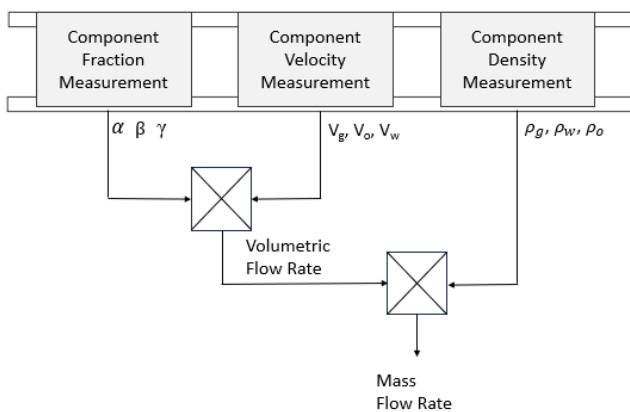 Component
Fraction
Measurement
Component
Velocity
Measurement
Component
Density
Measurement
α β γ
Vg, Vo, Vw
ρg, ρw, ρo
Volumetric
Flow Rate
Mass
Flow Rate